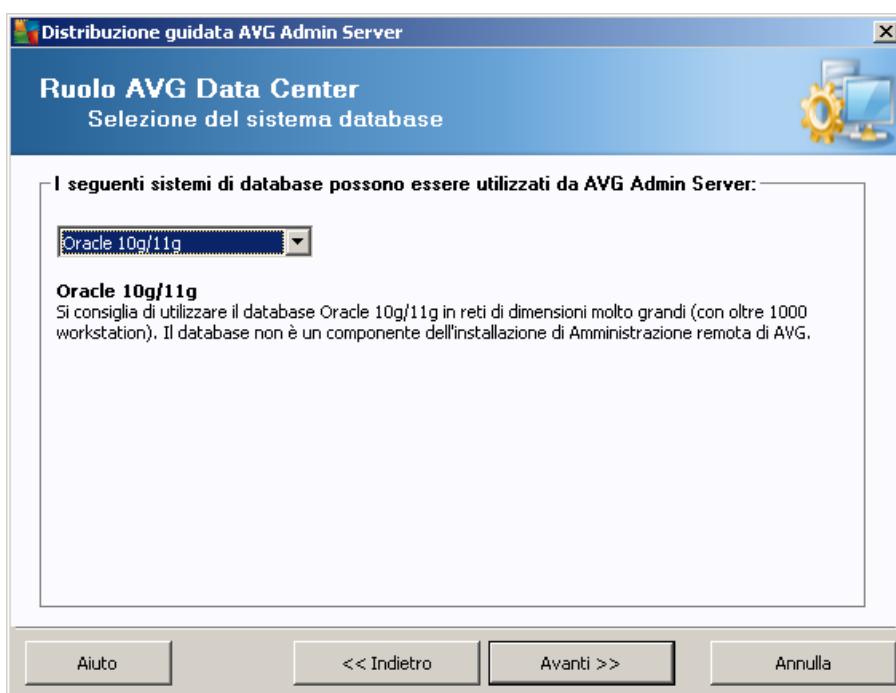 Distribuzione guidata AVG Admin Server
Ruolo AVG Data Center
Selezione del sistema database
I seguenti sistemi di database possono essere utilizzati da AVG Admin Server:
Oracle 10g/11g
Oracle 10g/11g
Si consiglia di utilizzare il database Oracle 10g/11g in reti di dimensioni molto grandi (con oltre 1000
workstation). Il database non è un componente dell'installazione di Amministrazione remota di AVG.
Aiuto
<< Indietro
Avanti >>
Annulla